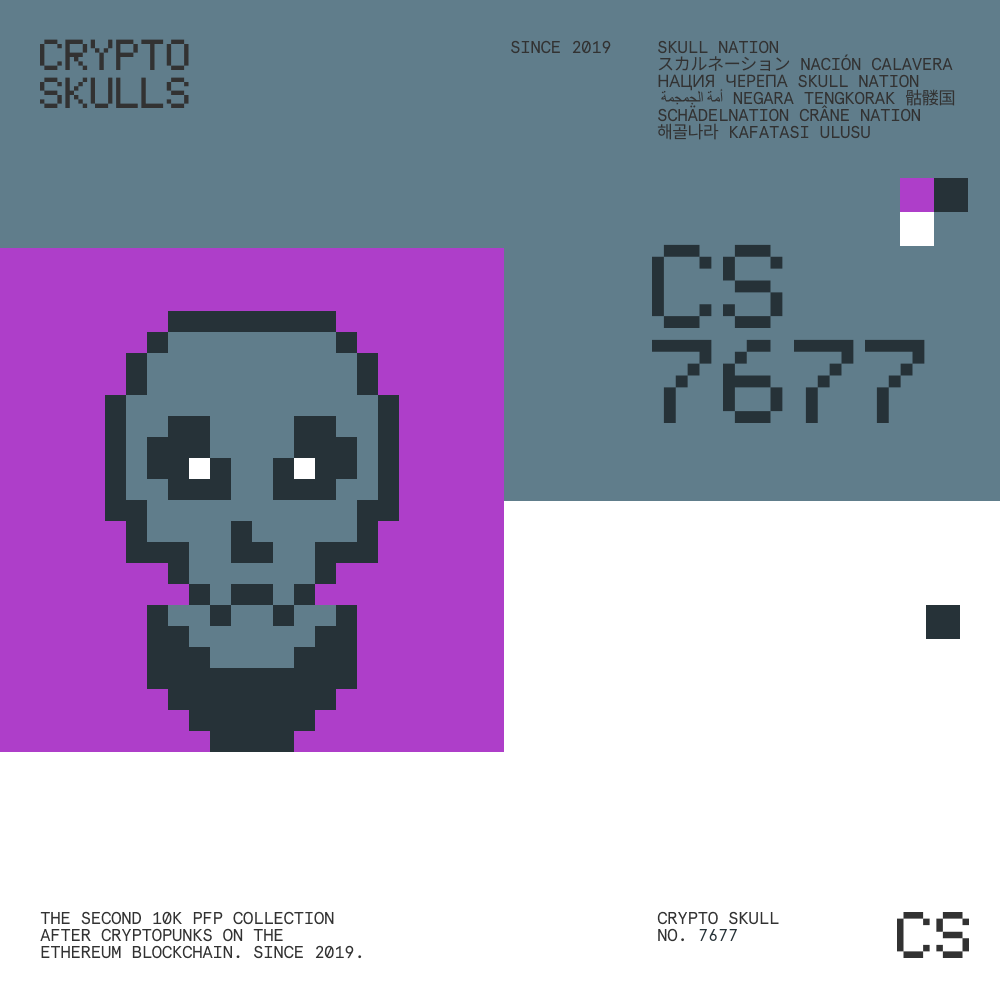 CRYPTO
SKULLS
SINCE 2019
SKULL NATION
スカルネーション NACIÓN CALAVERA
НАЦИЯ ЧЕРЕПА SKULL NATION
أمة الجمجمة NEGARA TENGKORAK 骷髅国
SCHÄDELNATION CRÂNE NATION
해골나라 KAFATASI ULUSU
CS
7677
THE SECOND 10K PFP COLLECTION
AFTER CRYPTOPUNKS ON THE
ETHEREUM BLOCKCHAIN. SINCE 2019.
CRYPTO SKULL
NO. 7677
CS